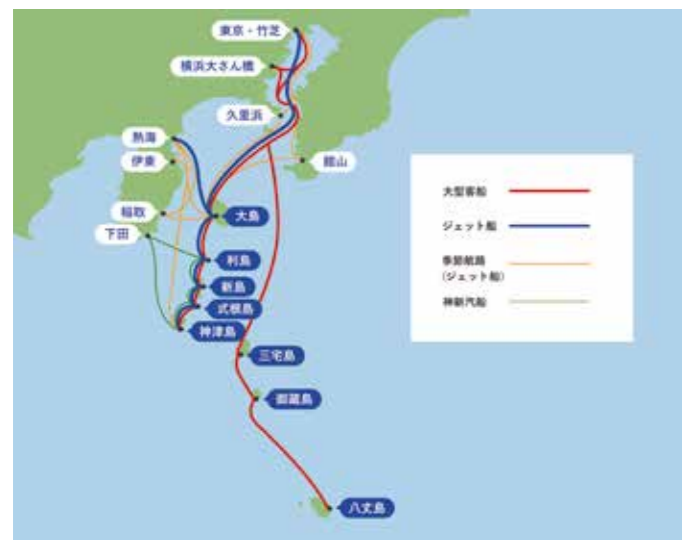 東京・竹芝
横浜大さん橋
久里浜
熱海
伊東
館山
稲取
下田
大島
利島
新島
式根島
神津島
三宅島
御蔵島
八丈島
大型客船
ジェット船
季節航路
(ジェット船)
神新汽船